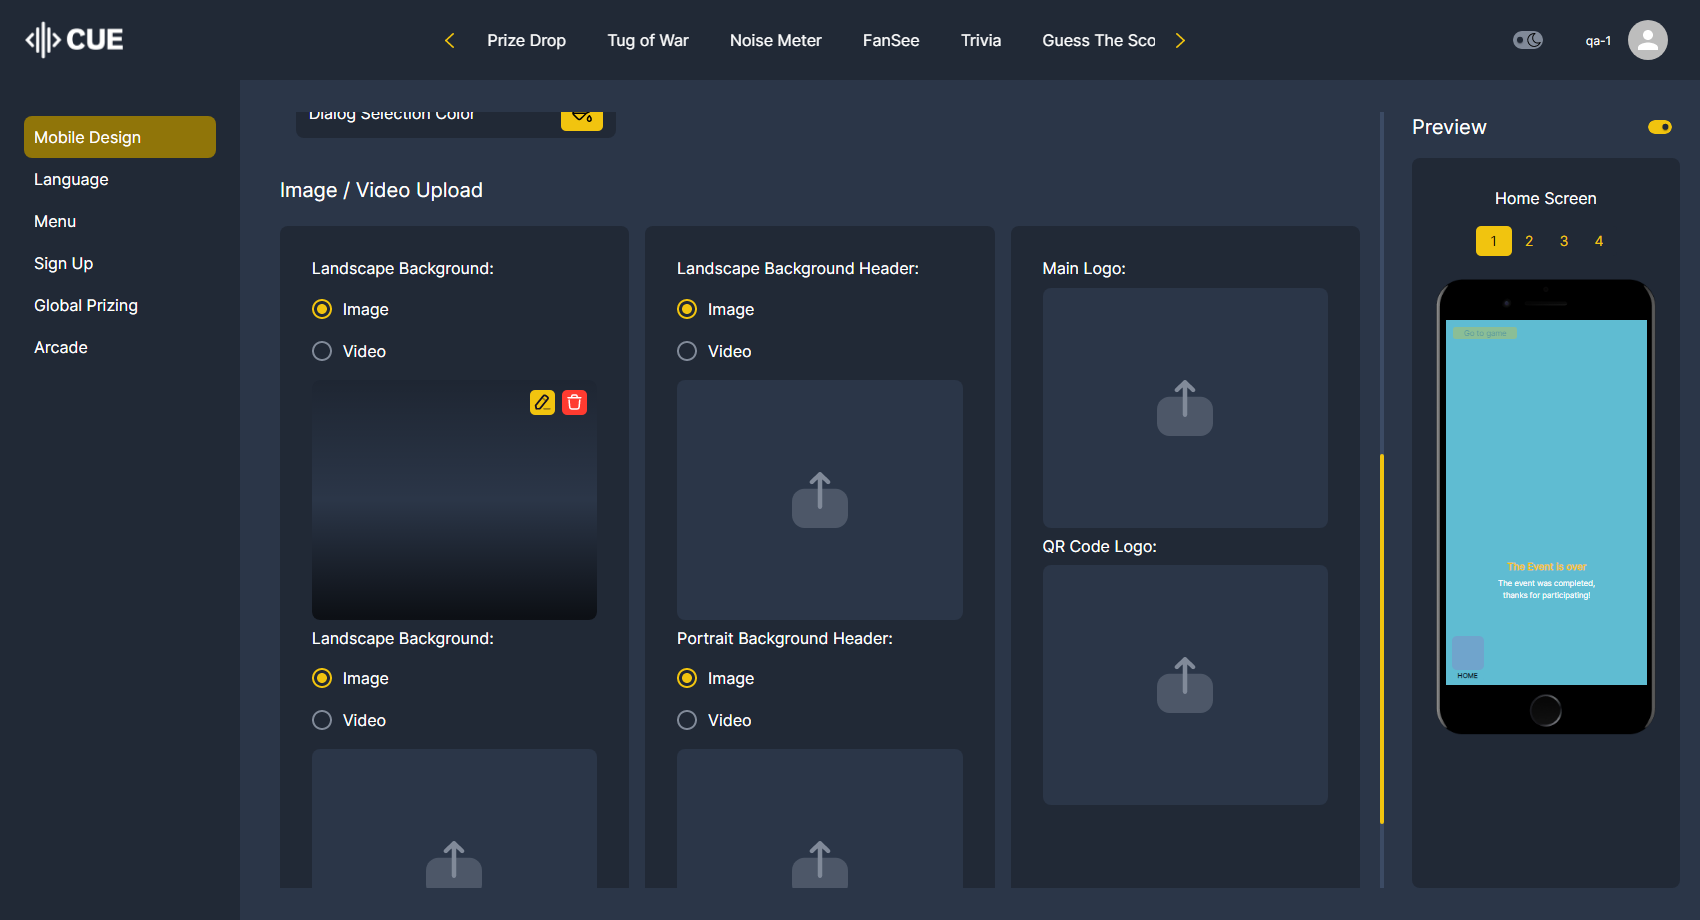 CUE
Prize Drop
Tug of War
Noise Meter
FanSee
Trivia
Guess The Sco
qa-1
Mobile Design
Language
Menu
Sign Up
Global Prizing
Arcade
Dialog Selection Color
Image / Video Upload
Landscape Background:
Image
Video
Landscape Background:
Image
Video
Landscape Background Header:
Image
Video
Portrait Background Header:
Image
Video
Main Logo:
QR Code Logo:
Preview
Home Screen
1 2 3 4
Go to game
The Event is over
The event was completed,
thanks for participating!
HOME